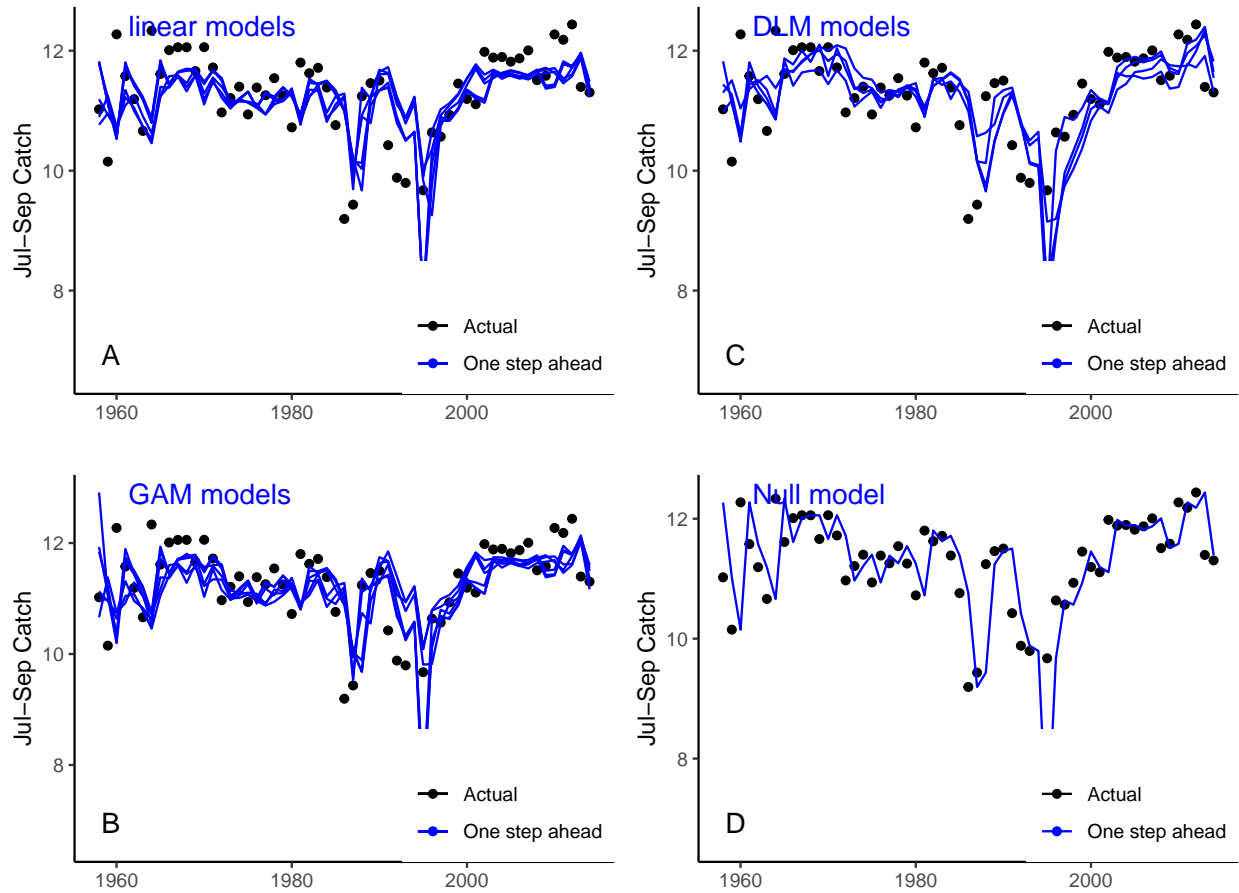 linear models
12
10
8
Jul−Sep Catch
Actual
One step ahead
A
1960
1980
2000
DLM models
12
10
8
Jul−Sep Catch
Actual
One step ahead
C
1960
1980
2000
GAM models
12
10
8
Jul−Sep Catch
Actual
One step ahead
B
1960
1980
2000
Null model
12
10
8
Jul−Sep Catch
Actual
One step ahead
D
1960
1980
2000